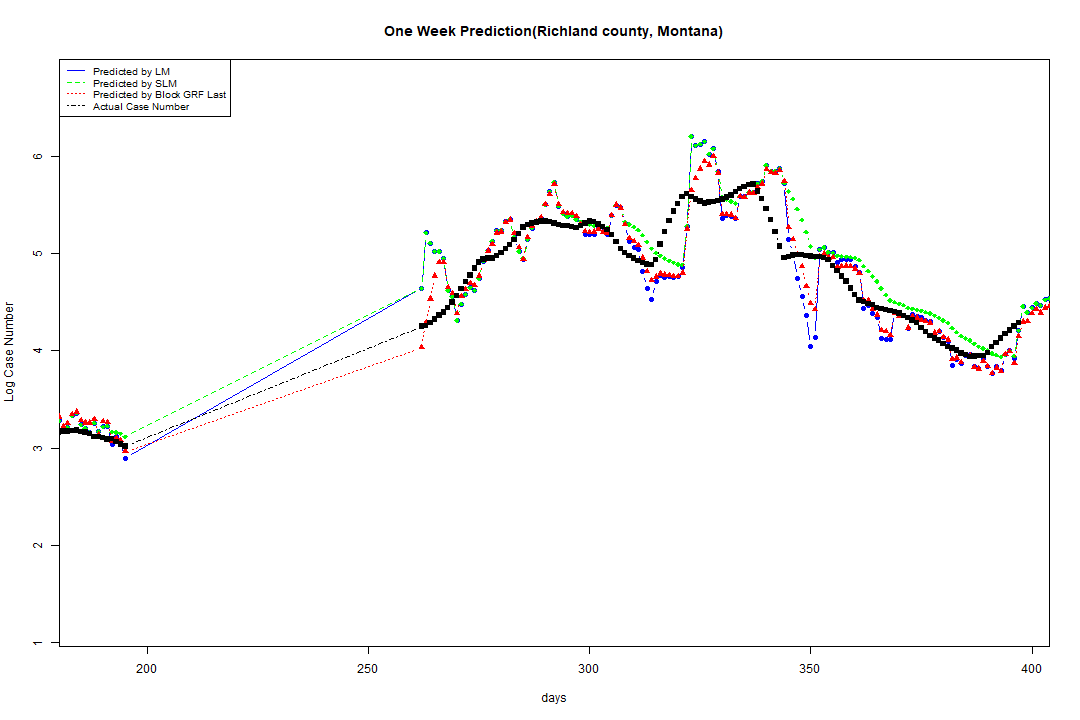 One Week Prediction(Richland county, Montana)
Predicted by LM
Predicted by SLM
Predicted by Block GRF Last
Actual Case Number
6
5
4
3
2
1
Log Case Number
200
250
300
350
400
days